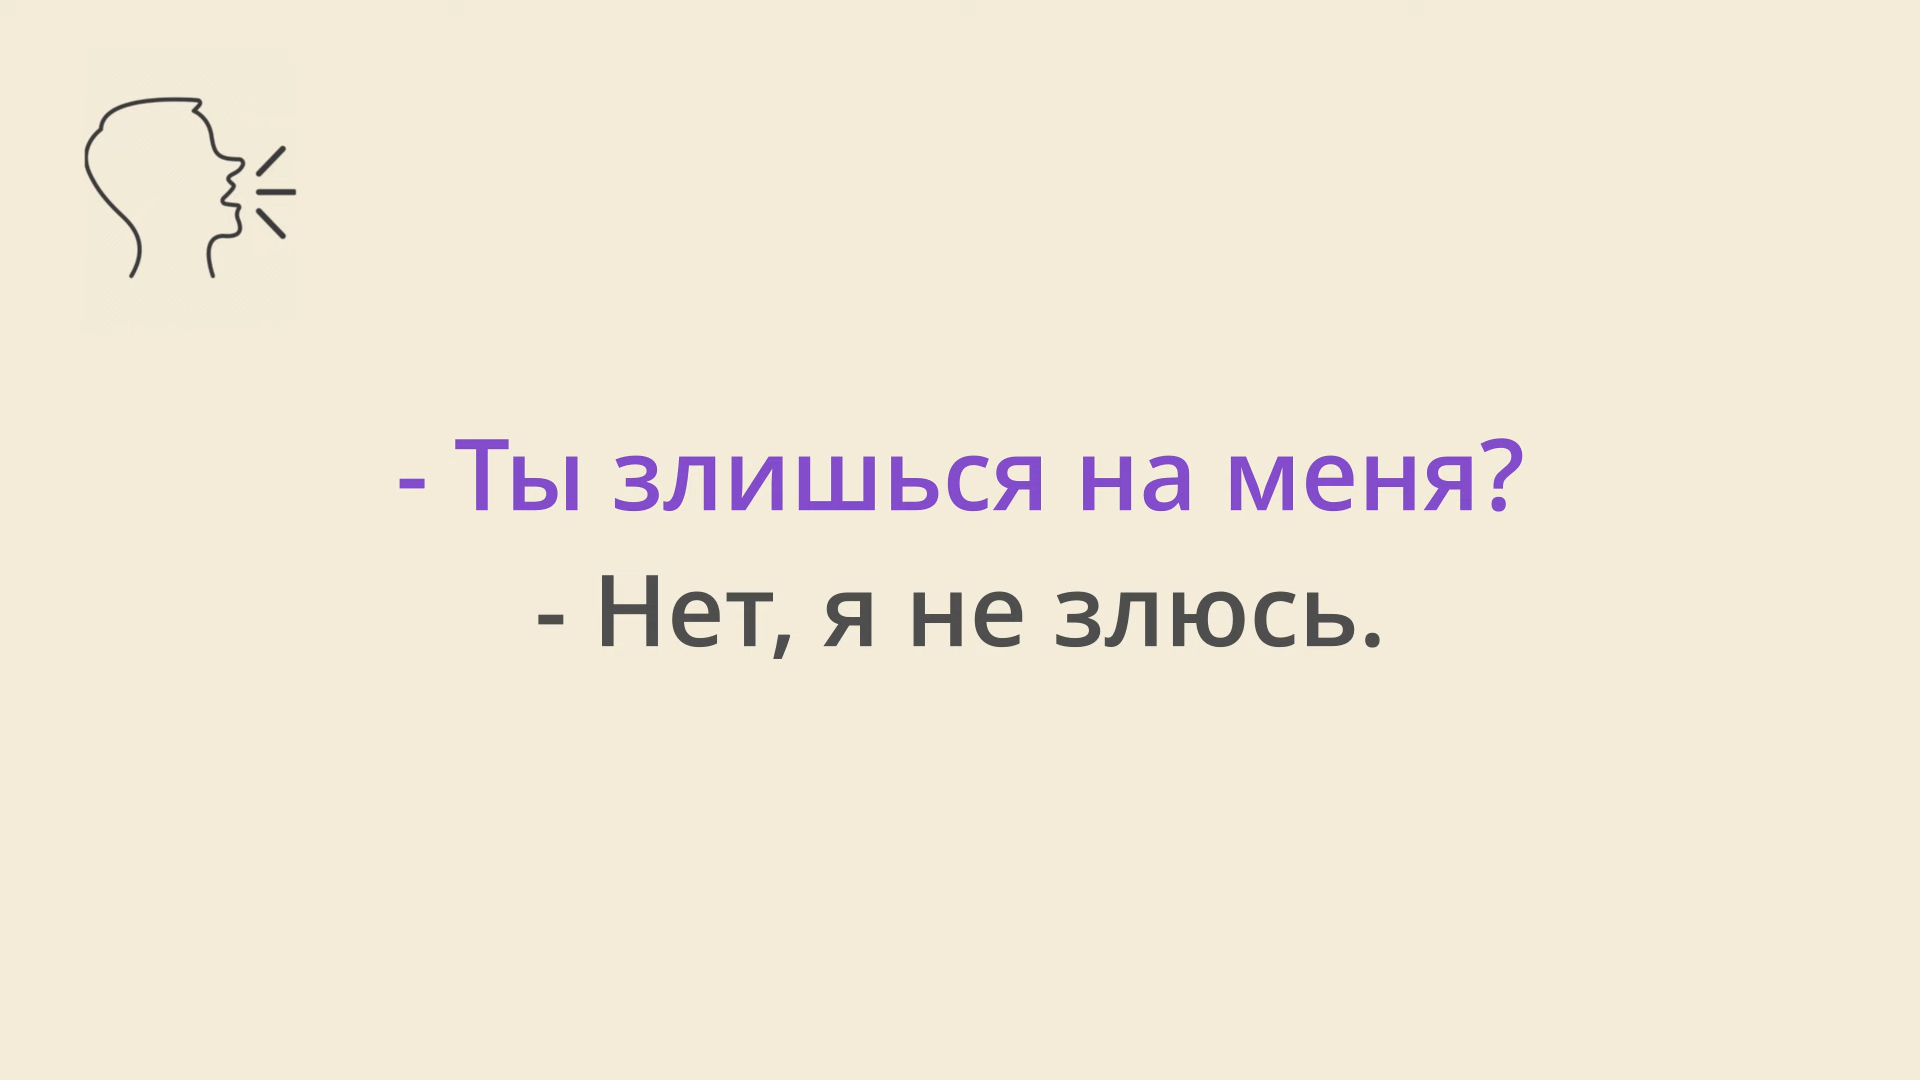 - Ты злишься на меня?
- Нет, я не злюсь.